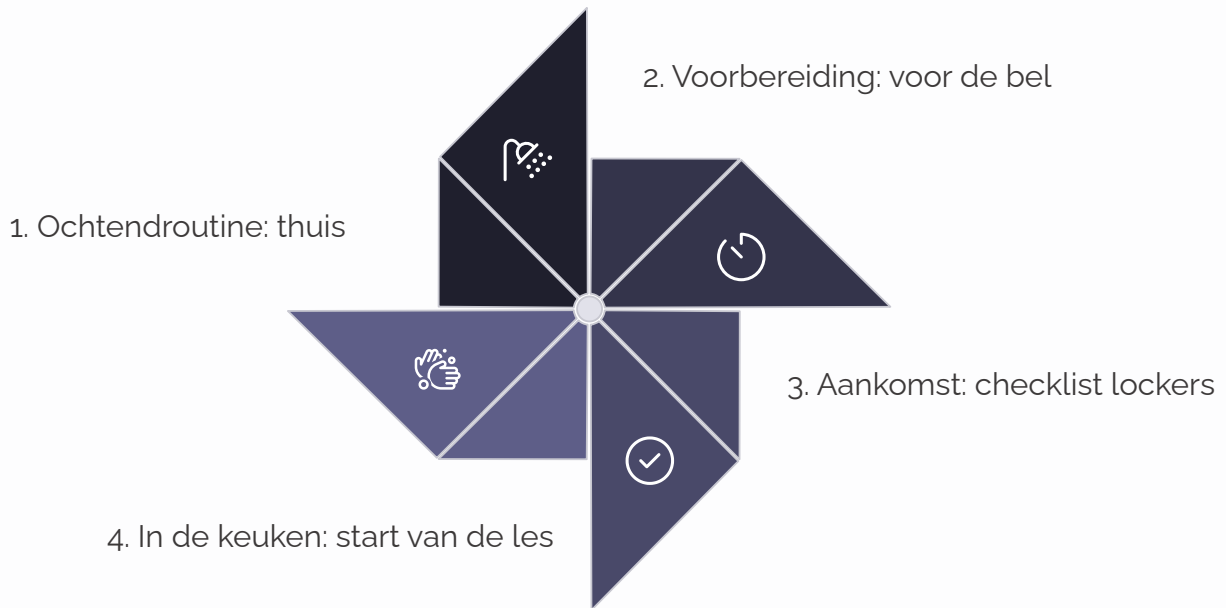 1. Ochtendroutine: thuis
2. Voorbereiding: voor de bel
3. Aankomst: checklist lockers
4. In de keuken: start van de les